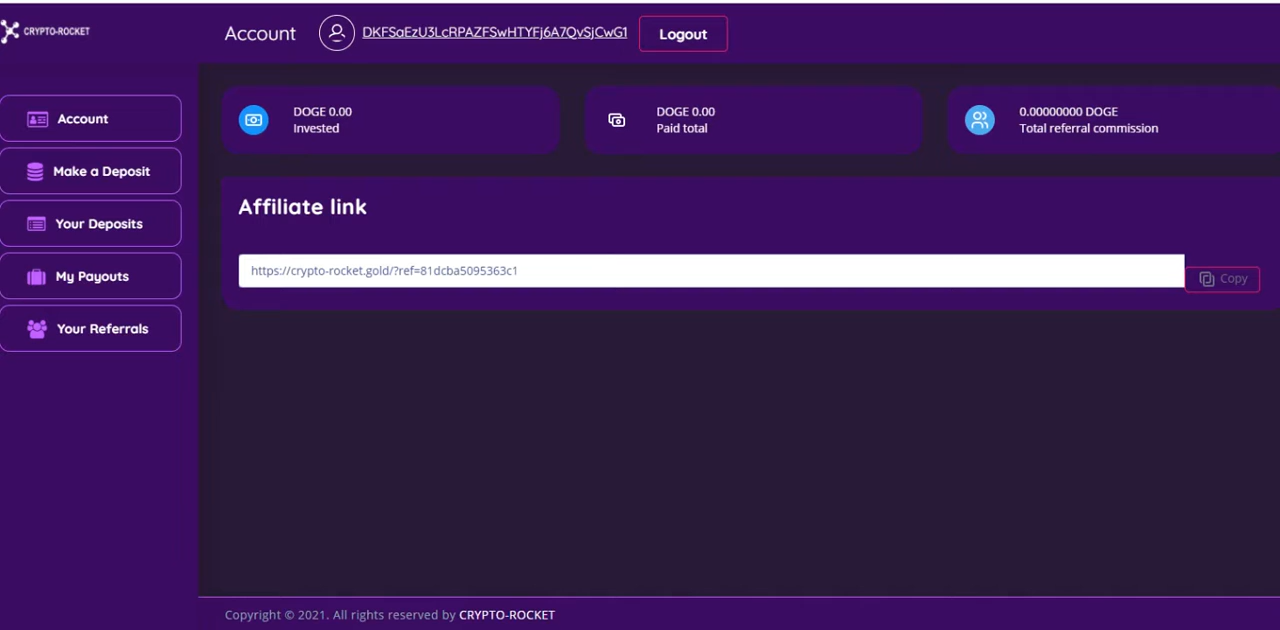 CRYPTO-ROCKET
Account
DKFSaEzU3LcRPAZFSwHTYFj6A7QvSjCwG1
Logout
Account
Make a Deposit
Your Deposits
My Payouts
Your Referrals
DOGE 0.00
Invested
DOGE 0.00
Paid total
0.00000000 DOGE
Total referral commission
Affiliate link
https://crypto-rocket.gold/?ref=81dcba5095363c1
Copy
Copyright © 2021. All rights reserved by CRYPTO-ROCKET